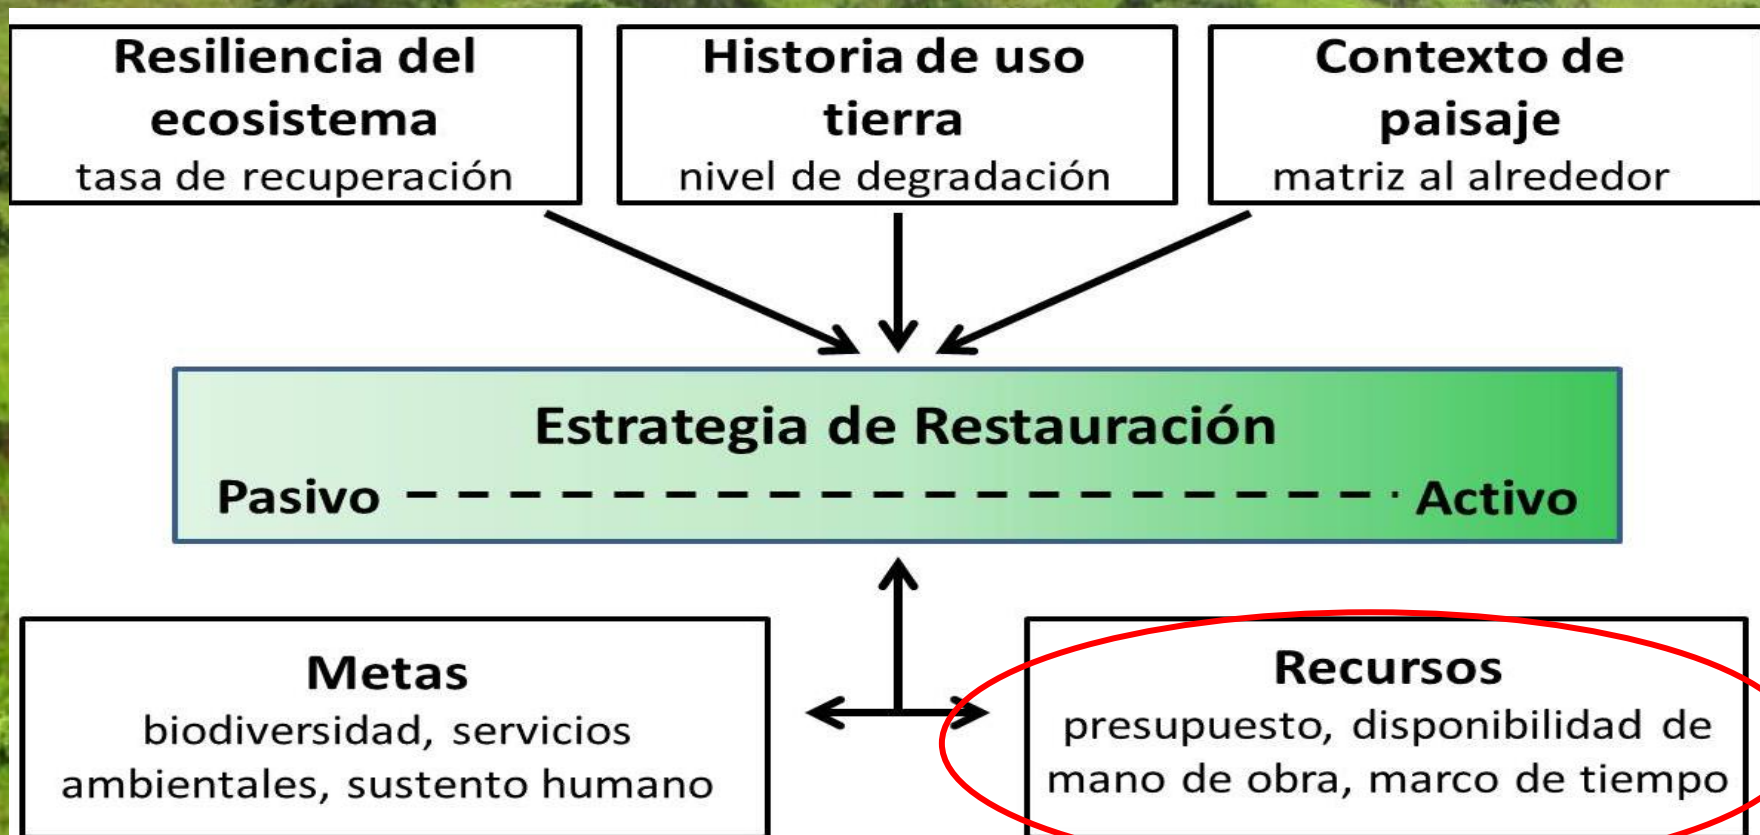 Resiliencia del
ecosistema
tasa de recuperación
Historia de uso
tierra
nivel de degradación
Contexto de
paisaje
matriz al alrededor
Estrategia de Restauración
Pasivo
Activo
Metas
biodiversidad, servicios
ambientales, sustento humano
Recursos
presupuesto, disponibilidad de
mano de obra, marco de tiempo